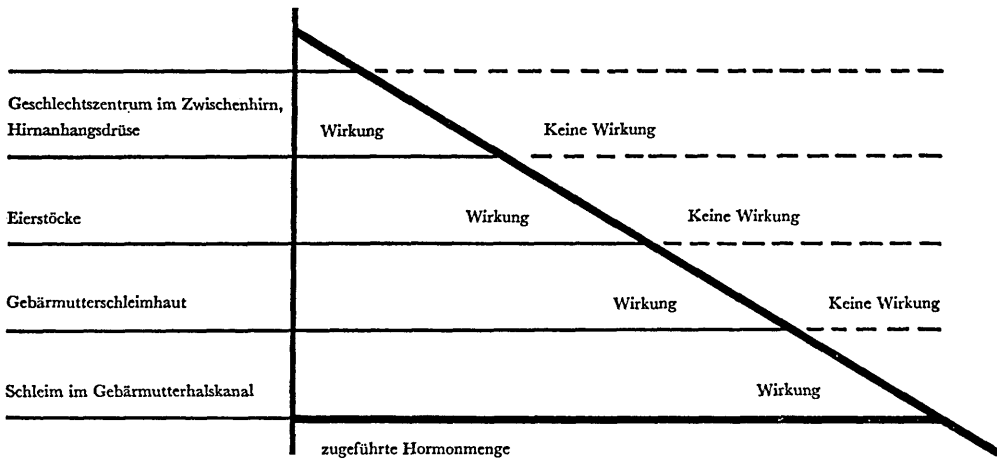 Geschlechtszentrum im Zwischenhirn,
Hirnanhangsdrüse
Wirkung
Keine Wirkung
Eierstöcke
Wirkung
Keine Wirkung
Gebärmutterschleimhaut
Wirkung
Keine Wirkung
Schleim im Gebärmutterhalskanal
Wirkung
zugeführte Hormonmenge